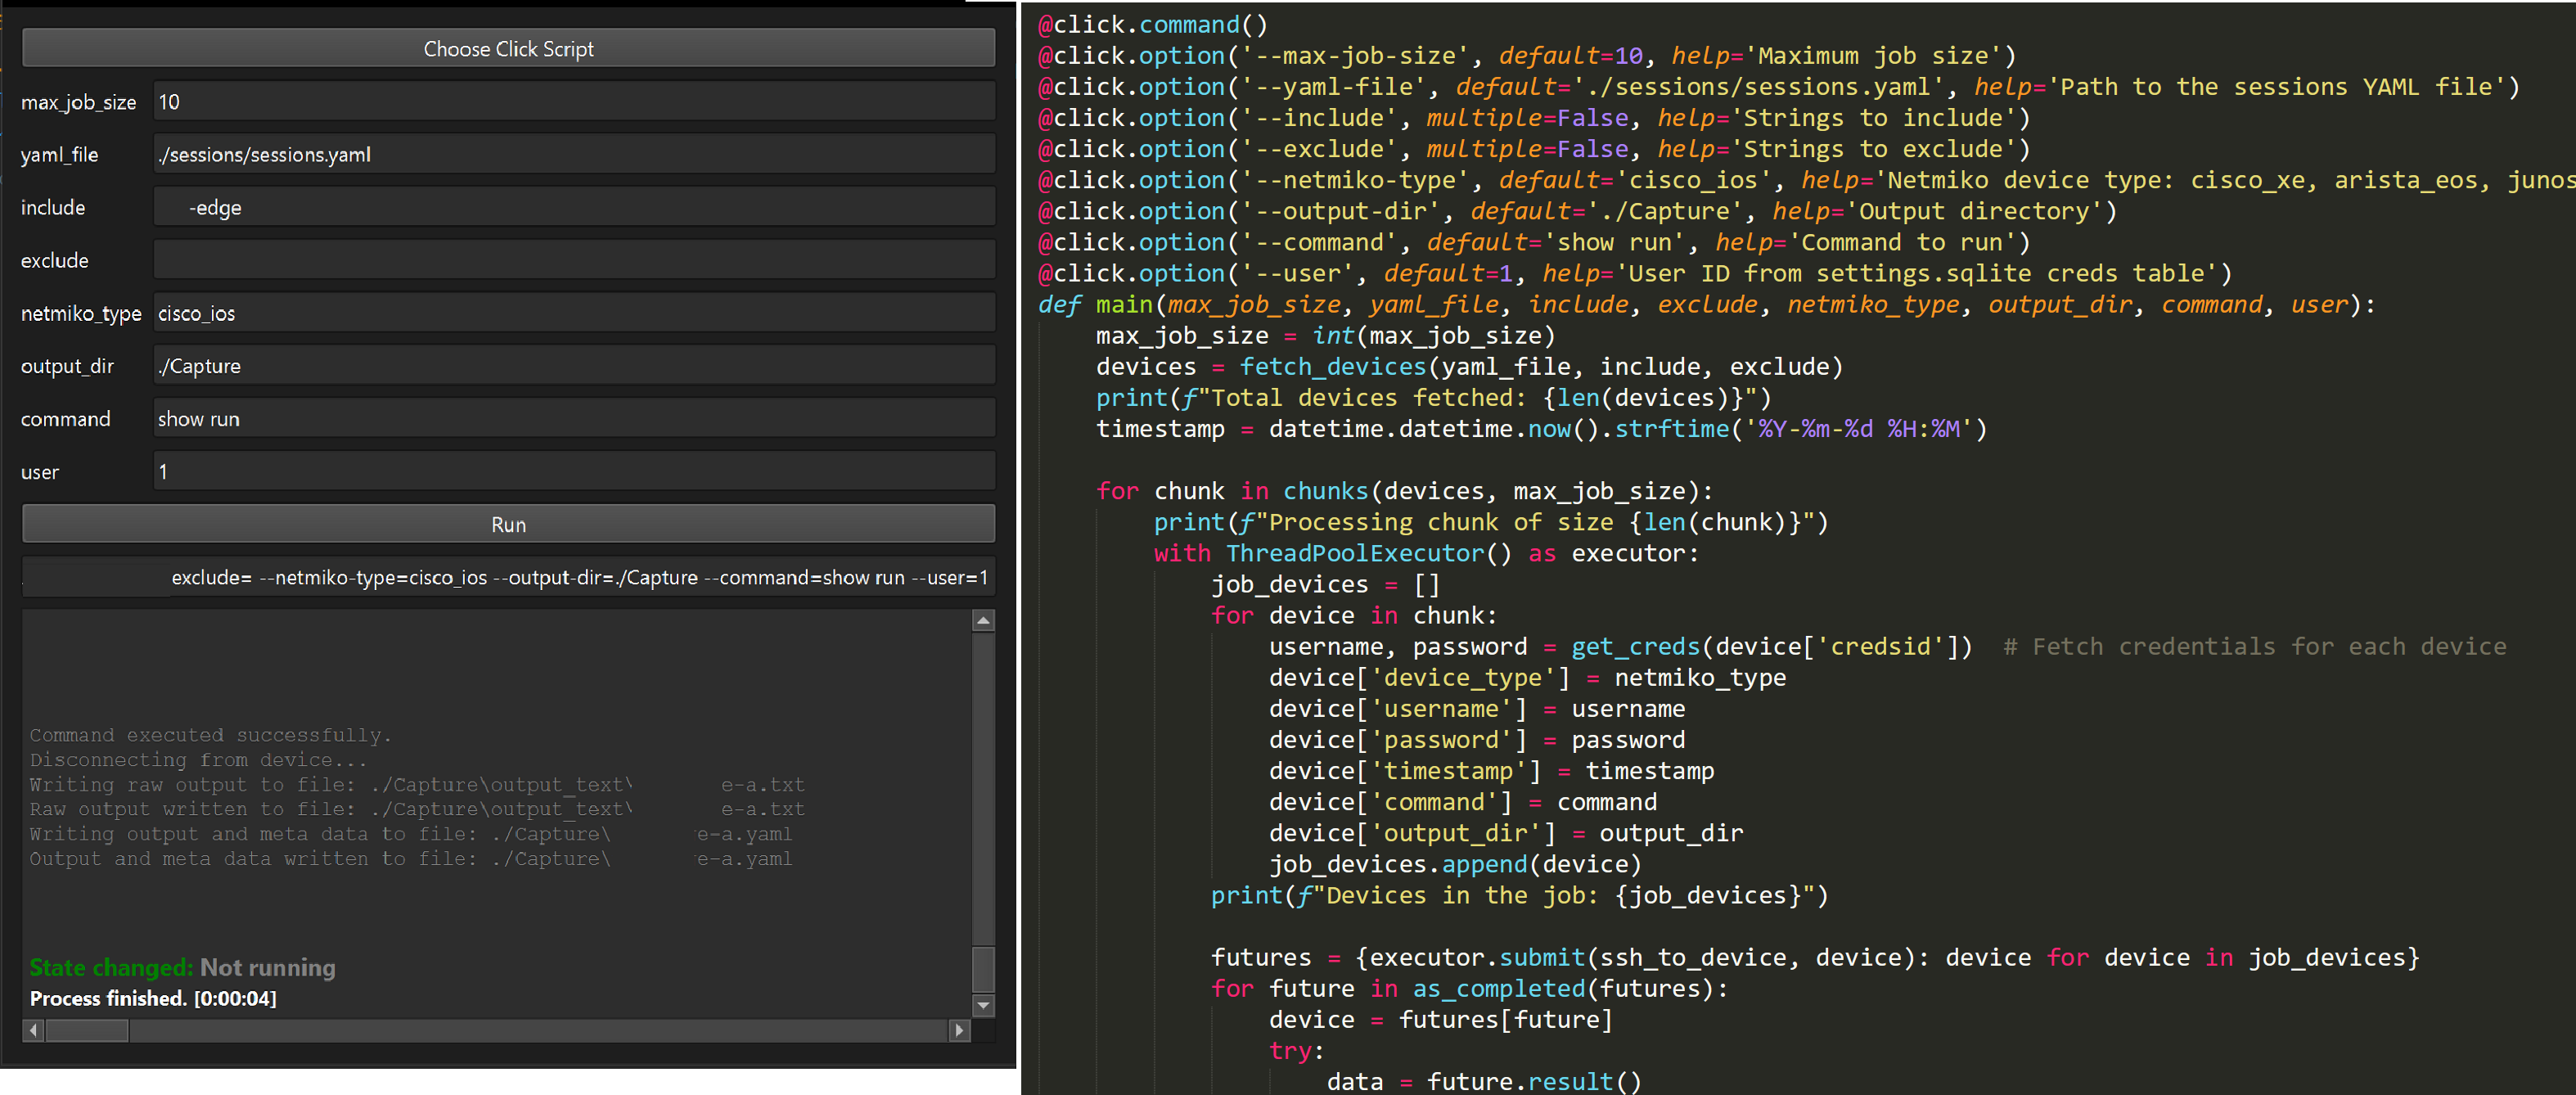 Choose Click Script
max_job_size 10
yaml_file ./sessions/sessions.yaml
include -edge
exclude
netmiko_type cisco_ios
output_dir ./Capture
command show run
user 1
Run
exclude= --netmiko-type=cisco_ios --output-dir=./Capture --command=show run --user=1
Command executed successfully.
Disconnecting from device...
Writing raw output to file: ./Capture\output_text\ e-a.txt
Raw output written to file: ./Capture\output_text\ e-a.txt
Writing output and meta data to file: ./Capture\ e-a.yaml
Output and meta data written to file: ./Capture\ e-a.yaml
State changed: Not running
Process finished. [0:00:04]
@click.command()
@click.option('--max-job-size', default=10, help='Maximum job size')
@click.option('--yaml-file', default='./sessions/sessions.yaml', help='Path to the sessions YAML file')
@click.option('--include', multiple=False, help='Strings to include')
@click.option('--exclude', multiple=False, help='Strings to exclude')
@click.option('--netmiko-type', default='cisco_ios', help='Netmiko device type: cisco_xe, arista_eos, junos
@click.option('--output-dir', default='./Capture', help='Output directory')
@click.option('--command', default='show run', help='Command to run')
@click.option('--user', default=1, help='User ID from settings.sqlite creds table')
def main(max_job_size, yaml_file, include, exclude, netmiko_type, output_dir, command, user):
    max_job_size = int(max_job_size)
    devices = fetch_devices(yaml_file, include, exclude)
    print(f"Total devices fetched: {len(devices)}")
    timestamp = datetime.datetime.now().strftime('%Y-%m-%d %H:%M')
    for chunk in chunks(devices, max_job_size):
        print(f"Processing chunk of size {len(chunk)}")
        with ThreadPoolExecutor() as executor:
            job_devices = []
            for device in chunk:
                username, password = get_creds(device['credsid'])  # Fetch credentials for each device
                device['device_type'] = netmiko_type
                device['username'] = username
                device['password'] = password
                device['timestamp'] = timestamp
                device['command'] = command
                device['output_dir'] = output_dir
                job_devices.append(device)
            print(f"Devices in the job: {job_devices}")
            futures = {executor.submit(ssh_to_device, device): device for device in job_devices}
            for future in as_completed(futures):
                device = futures[future]
                try:
                    data = future.result()